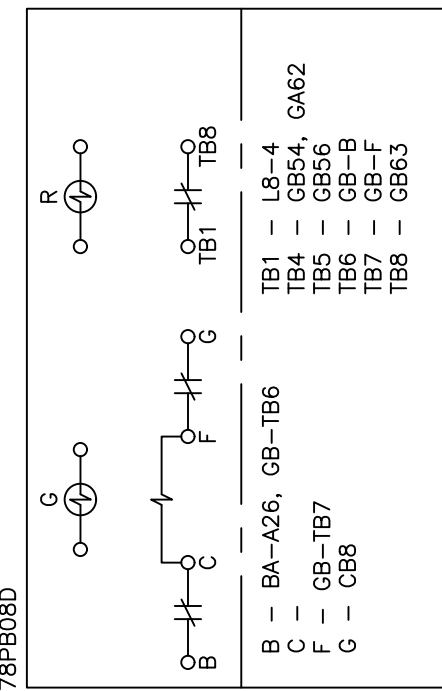 78PB08D
G
R
B
C
F
G
TB1
TB8
B - BA-A26, GB-TB6
C -
F - GB-TB7
G - CB8
TB1 - L8-4
TB4 - GB54, GA62
TB5 - GB56
TB6 - GB-B
TB7 - GB-F
TB8 - GB63